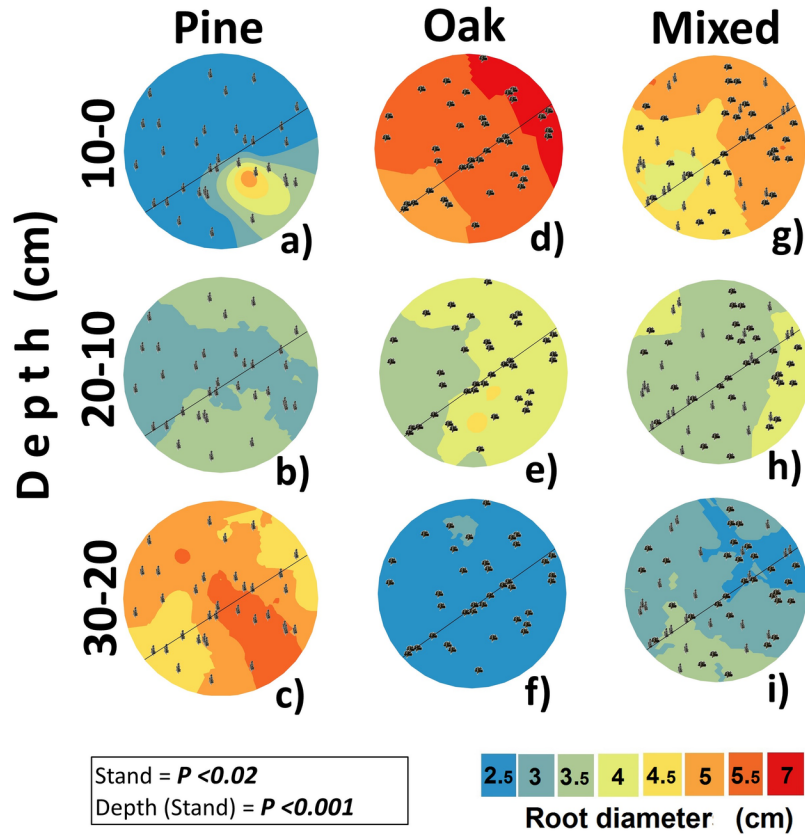 Pine Oak Mixed
Depth (cm)
10-0
a) d) g)
20-10
b) e) h)
30-20
c) f) i)
Stand = P <0.02
Depth (Stand) = P <0.001
2.5 3 3.5 4 4.5 5 5.5 7
Root diameter (cm)